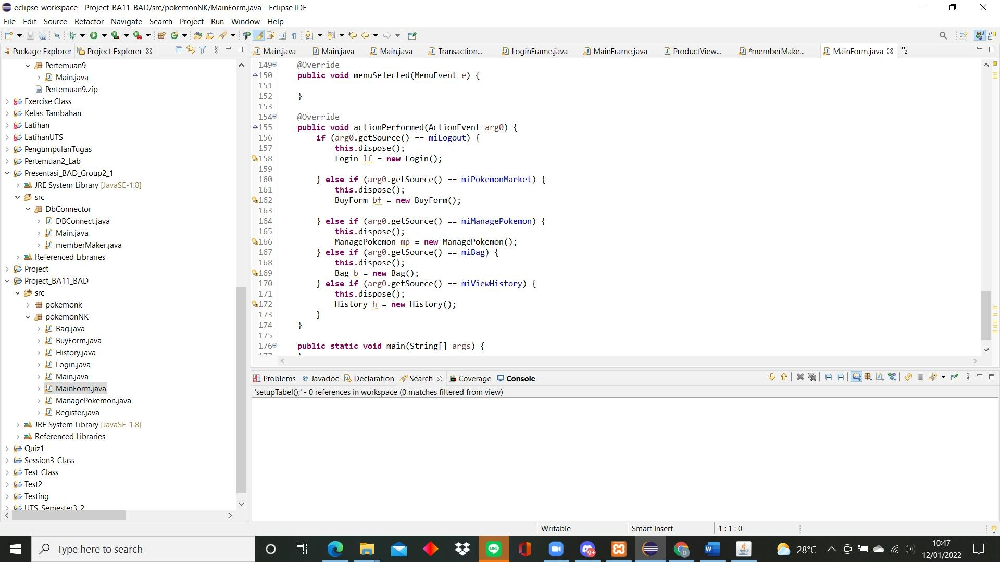 eclipse-workspace - Project_BA11_BAD/src/pokemonNK/MainForm.java - Eclipse IDE
File Edit Source Refactor Navigate Search Project Run Window Help
Package Explorer Project Explorer
Pertemuan9
Main.java
Pertemuan9.zip
Exercise Class
Kelas_Tambahan
Latihan
LatihanUTS
PengumpulanTugas
Pertemuan2_Lab
Presentasi_BAD_Group2_1
JRE System Library [JavaSE-1.8]
src
DbConnector
DBConnect.java
Main.java
memberMaker.java
Referenced Libraries
Project
Project_BA11_BAD
src
pokemonk
pokemonNK
Bag.java
BuyForm.java
History.java
Login.java
Main.java
MainForm.java
ManagePokemon.java
Register.java
JRE System Library [JavaSE-1.8]
Referenced Libraries
Quiz1
Session3_Class
Test_Class
Test2
Testing
UTS_Semester3_2
Main.java Main.java Main.java Transaction... LoginFrame.java MainFrame.java ProductView... *memberMake... MainForm.java »2
149 @Override
150 public void menuSelected(MenuEvent e) {
151
152 }
153
154 @Override
155 public void actionPerformed(ActionEvent arg0) {
156 if (arg0.getSource() == miLogout) {
157 this.dispose();
158 Login lf = new Login();
159
160 } else if (arg0.getSource() == miPokemonMarket) {
161 this.dispose();
162 BuyForm bf = new BuyForm();
163
164 } else if (arg0.getSource() == miManagePokemon) {
165 this.dispose();
166 ManagePokemon mp = new ManagePokemon();
167 } else if (arg0.getSource() == miBag) {
168 this.dispose();
169 Bag b = new Bag();
170 } else if (arg0.getSource() == miViewHistory) {
171 this.dispose();
172 History h = new History();
173 }
174 }
175
176 public static void main(String[] args) {
177 }
Problems Javadoc Declaration Search Coverage Console
'setupTabel();' - 0 references in workspace (0 matches filtered from view)
Writable Smart Insert 1 : 1 : 0
Type here to search
LINE
9+
D
28°C
10:47
12/01/2022